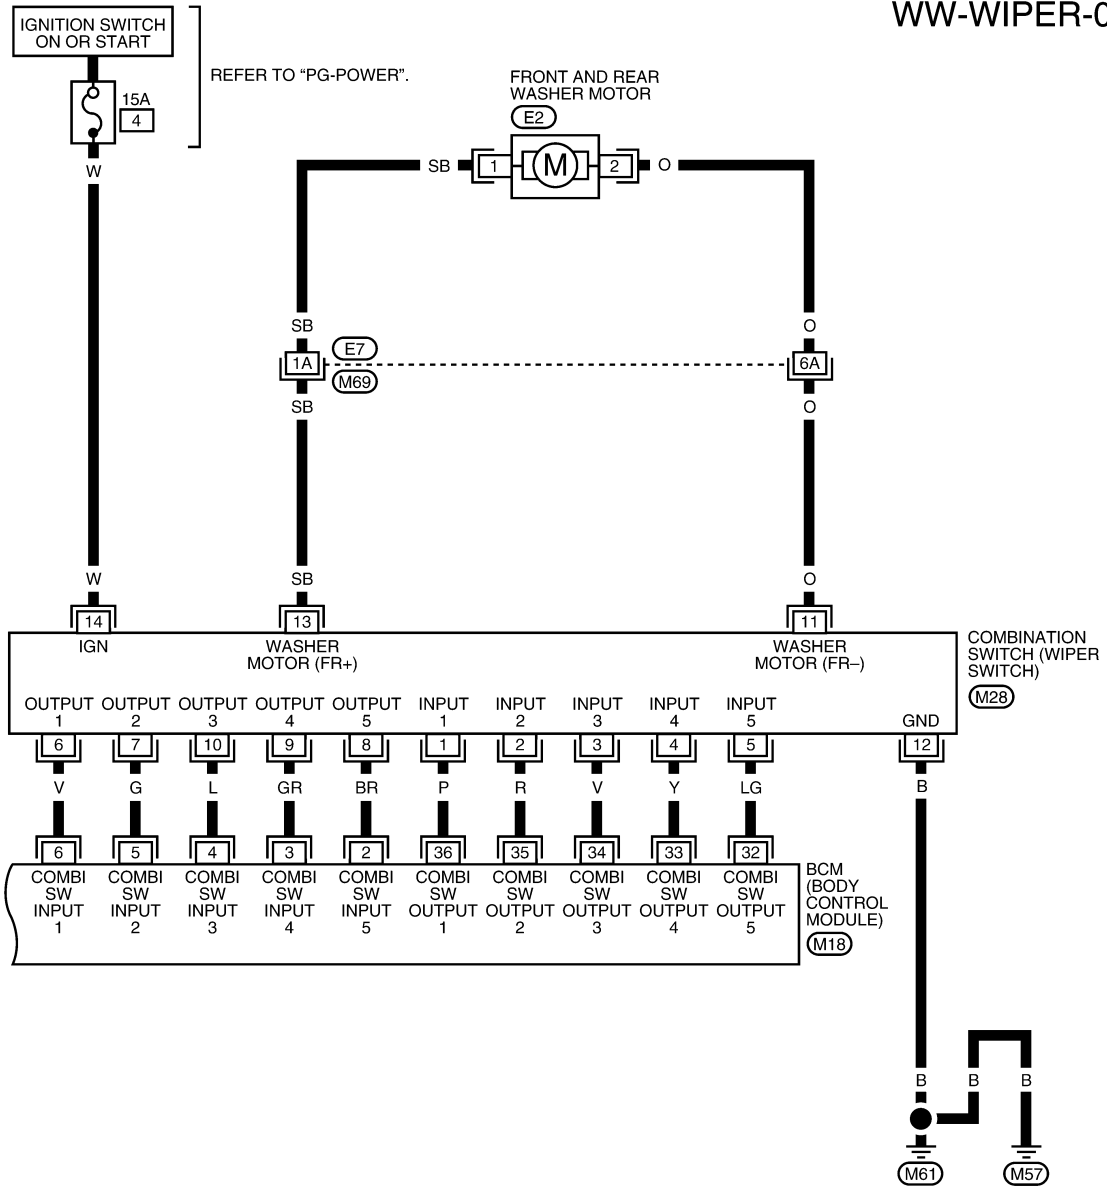 WW-WIPER-0
IGNITION SWITCH
ON OR START
REFER TO “PG-POWER”.
15A
4
W
FRONT AND REAR
WASHER MOTOR
E2
SB 1 M 2 O
SB O
1A E7 6A
M69
SB O
W SB O
14 13 11
IGN WASHER WASHER
MOTOR (FR+) MOTOR (FR–)
COMBINATION
SWITCH (WIPER
SWITCH)
M28
OUTPUT OUTPUT OUTPUT OUTPUT OUTPUT INPUT INPUT INPUT INPUT INPUT
1 2 3 4 5 1 2 3 4 5 GND
6 7 10 9 8 1 2 3 4 5 12
V G L GR BR P R V Y LG B
6 5 4 3 2 36 35 34 33 32
COMBI COMBI COMBI COMBI COMBI COMBI COMBI COMBI COMBI COMBI
SW SW SW SW SW SW SW SW SW SW
INPUT INPUT INPUT INPUT INPUT OUTPUT OUTPUT OUTPUT OUTPUT OUTPUT
1 2 3 4 5 1 2 3 4 5
BCM
(BODY
CONTROL
MODULE)
M18
B B B
M61 M57